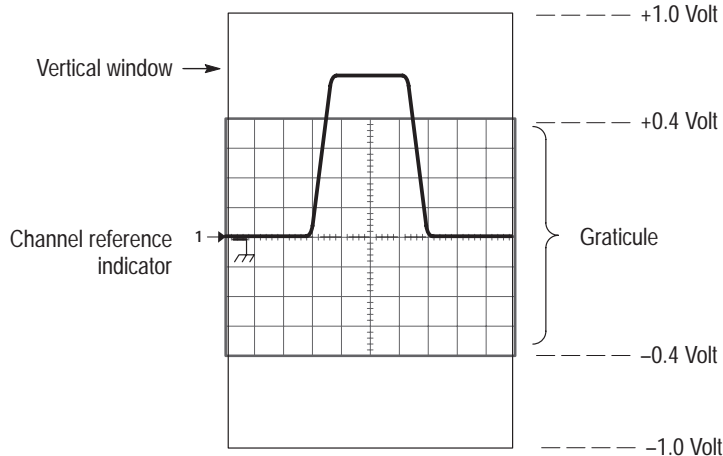 +1.0 Volt
Vertical window
+0.4 Volt
Channel reference
indicator
1
Graticule
–0.4 Volt
–1.0 Volt